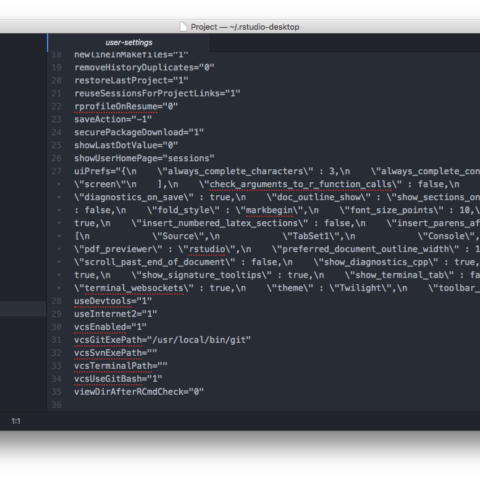 Project — ~/.rstudio-desktop
user-settings
18 newlineInMakefiles="1"
19 removeHistoryDuplicates="0"
20 restoreLastProject="1"
21 reuseSessionsForProjectLinks="1"
22 rprofileOnResume="0"
23 saveAction="-1"
24 securePackageDownload="1"
25 showLastDotValue="0"
26 showUserHomePage="sessions"
27 uiPrefs="{\n    \"always_complete_characters\" : 3,\n    \"always_complete_con
\"screen\"\n    ],\n    \"check_arguments_to_r_function_calls\" : false,\n
\"diagnostics_on_save\" : true,\n    \"doc_outline_show\" : \"show_sections_on
: false,\n    \"fold_style\" : \"markbegin\",\n    \"font_size_points\" : 10,\
true,\n    \"insert_numbered_latex_sections\" : false,\n    \"insert_parens_af
[\n            \"Source\",\n            \"TabSet1\",\n            \"Console\",
\"pdf_previewer\" : \"rstudio\",\n    \"preferred_document_outline_width\" : 1
\"scroll_past_end_of_document\" : false,\n    \"show_diagnostics_cpp\" : true,
true,\n    \"show_signature_tooltips\" : true,\n    \"show_terminal_tab\" : fa
\"terminal_websockets\" : true,\n    \"theme\" : \"Twilight\",\n    \"toolbar_
28 useDevtools="1"
29 useInternet2="1"
30 vcsEnabled="1"
31 vcsGitExePath="/usr/local/bin/git"
32 vcsSvnExePath=""
33 vcsTerminalPath=""
34 vcsUseGitBash="1"
35 viewDirAfterRCmdCheck="0"
36
1:1